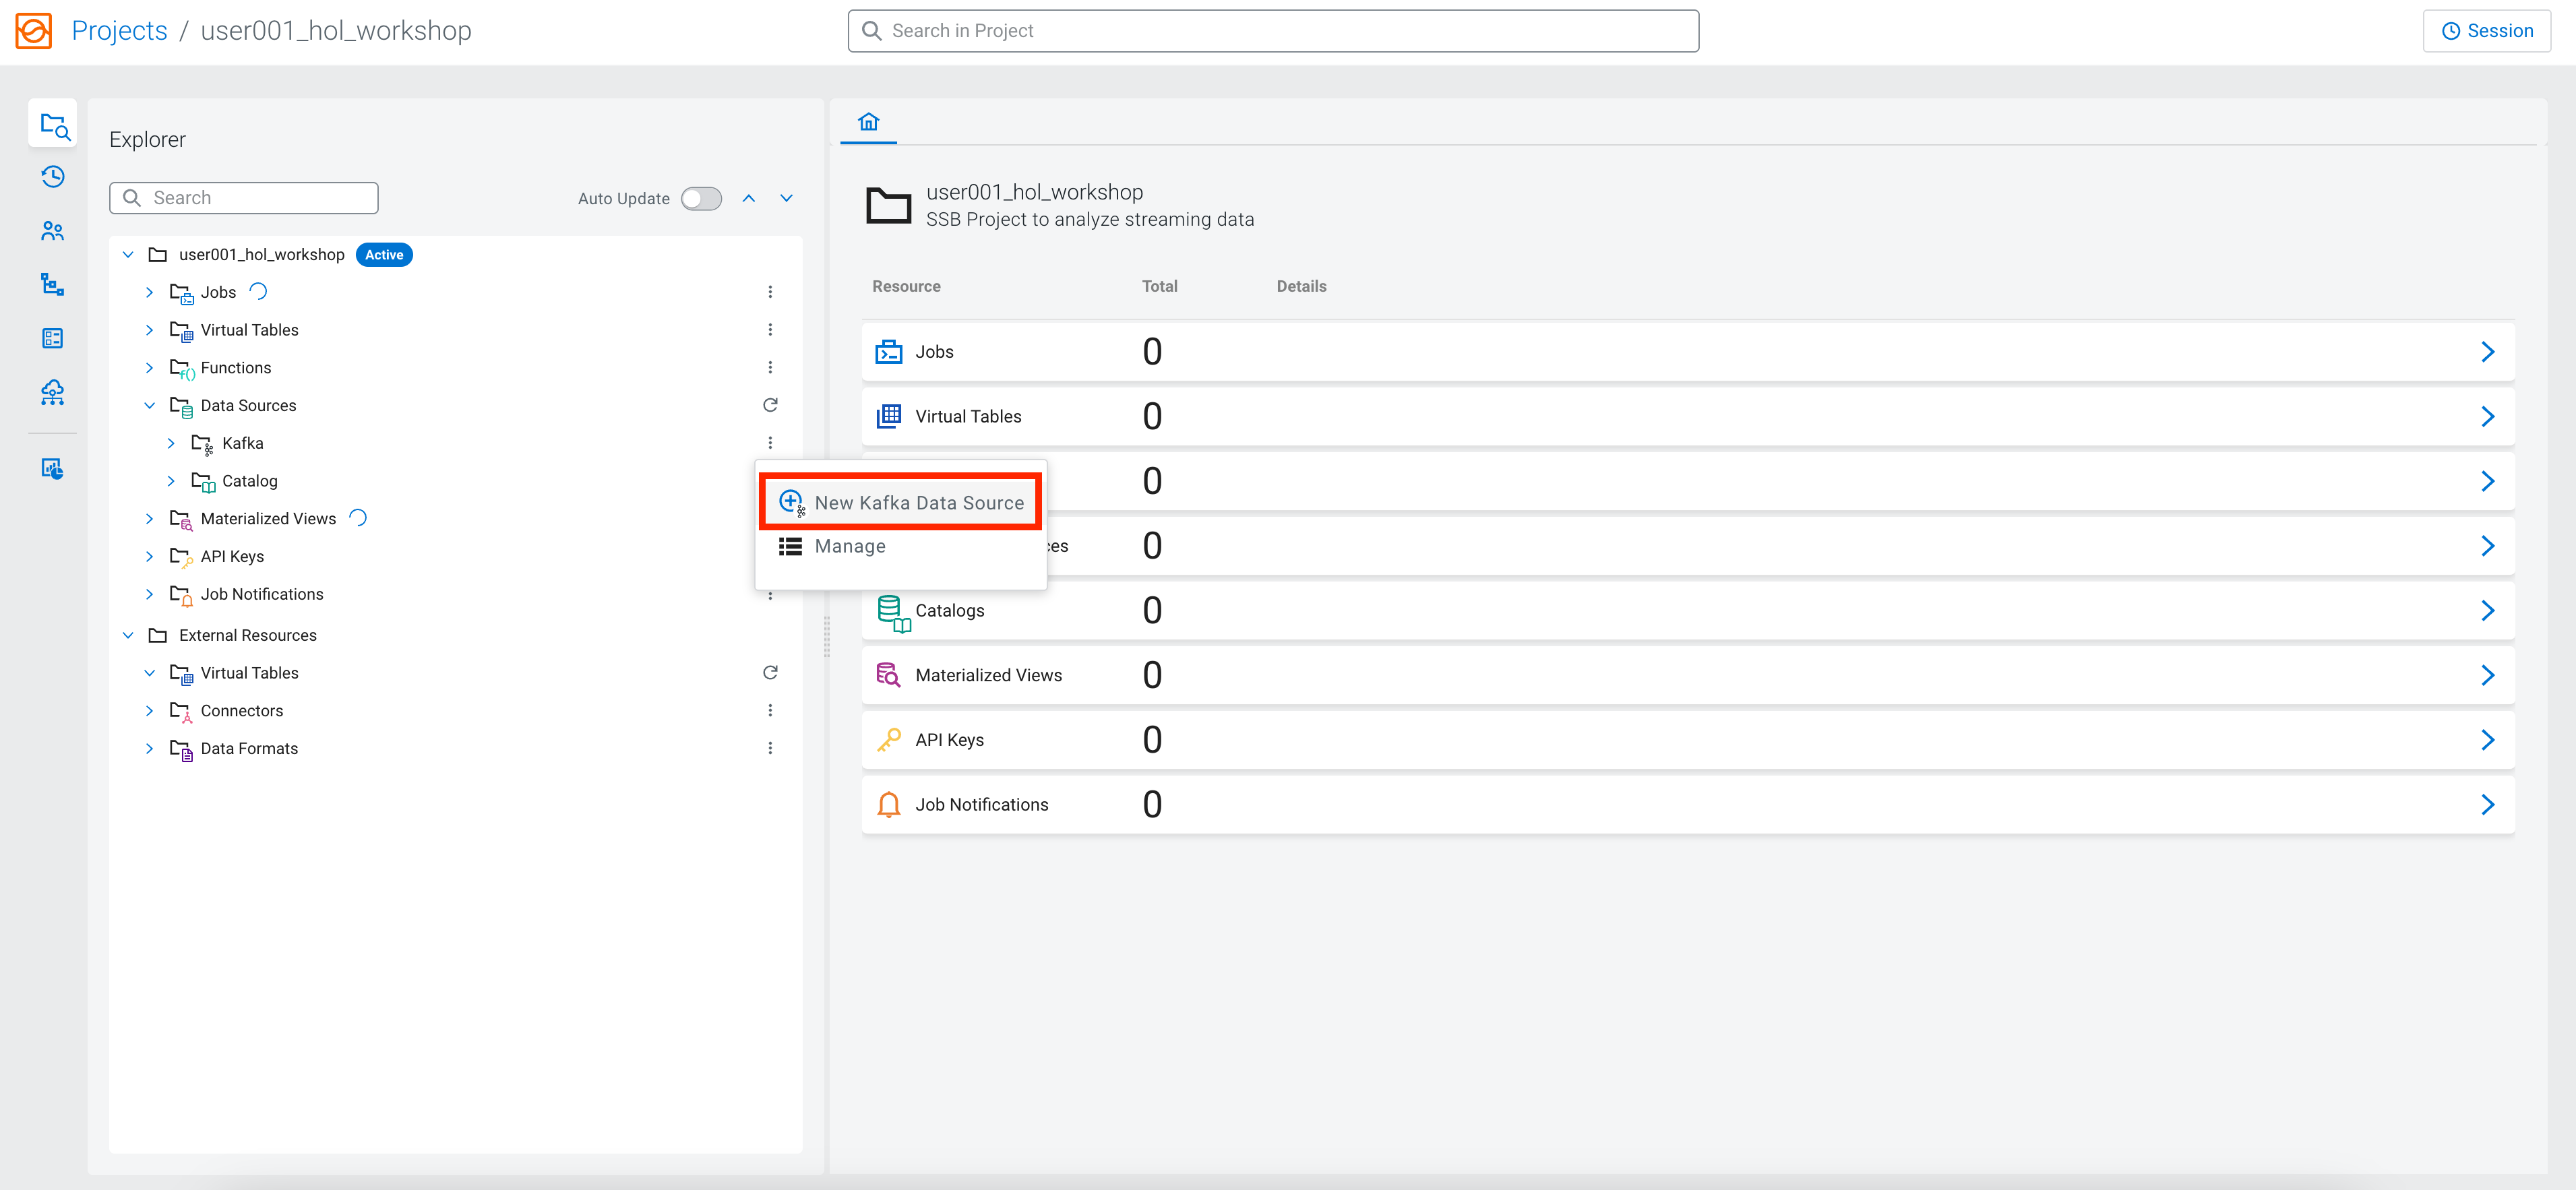 Projects / user001_hol_workshop
Search in Project
Session
Explorer
Search
Auto Update
user001_hol_workshop Active
Jobs
Virtual Tables
f() Functions
Data Sources
Kafka
Catalog
Materialized Views
API Keys
Job Notifications
External Resources
Virtual Tables
Connectors
Data Formats
New Kafka Data Source
Manage
user001_hol_workshop
SSB Project to analyze streaming data
Resource Total Details
Jobs 0
Virtual Tables 0
0
ces 0
Catalogs 0
Materialized Views 0
API Keys 0
Job Notifications 0